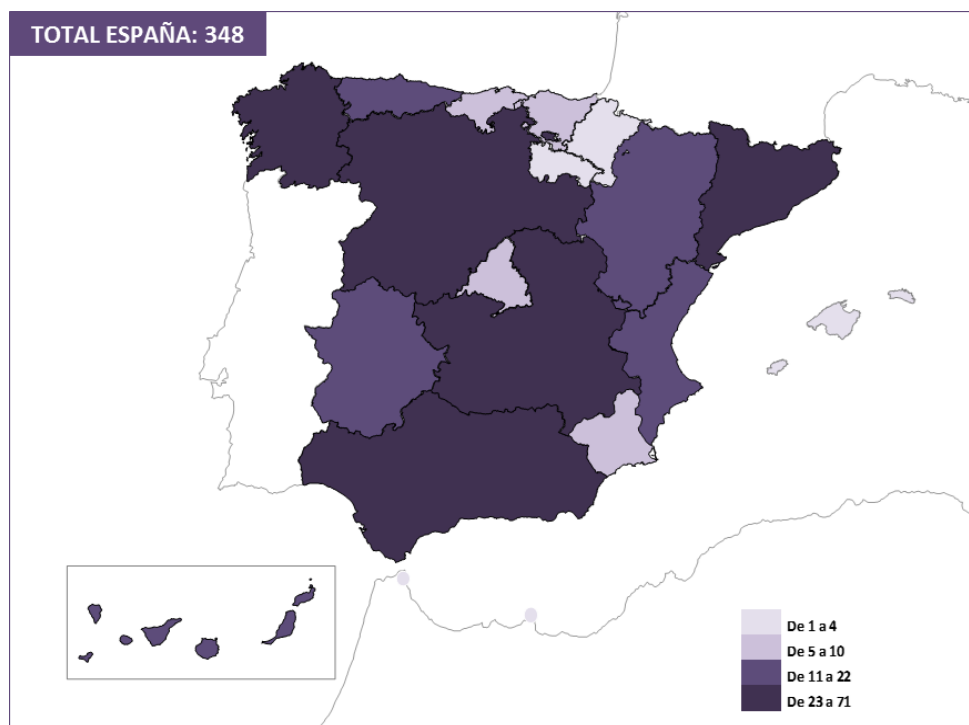 TOTAL ESPAÑA: 348
De 1 a 4
De 5 a 10
De 11 a 22
De 23 a 71